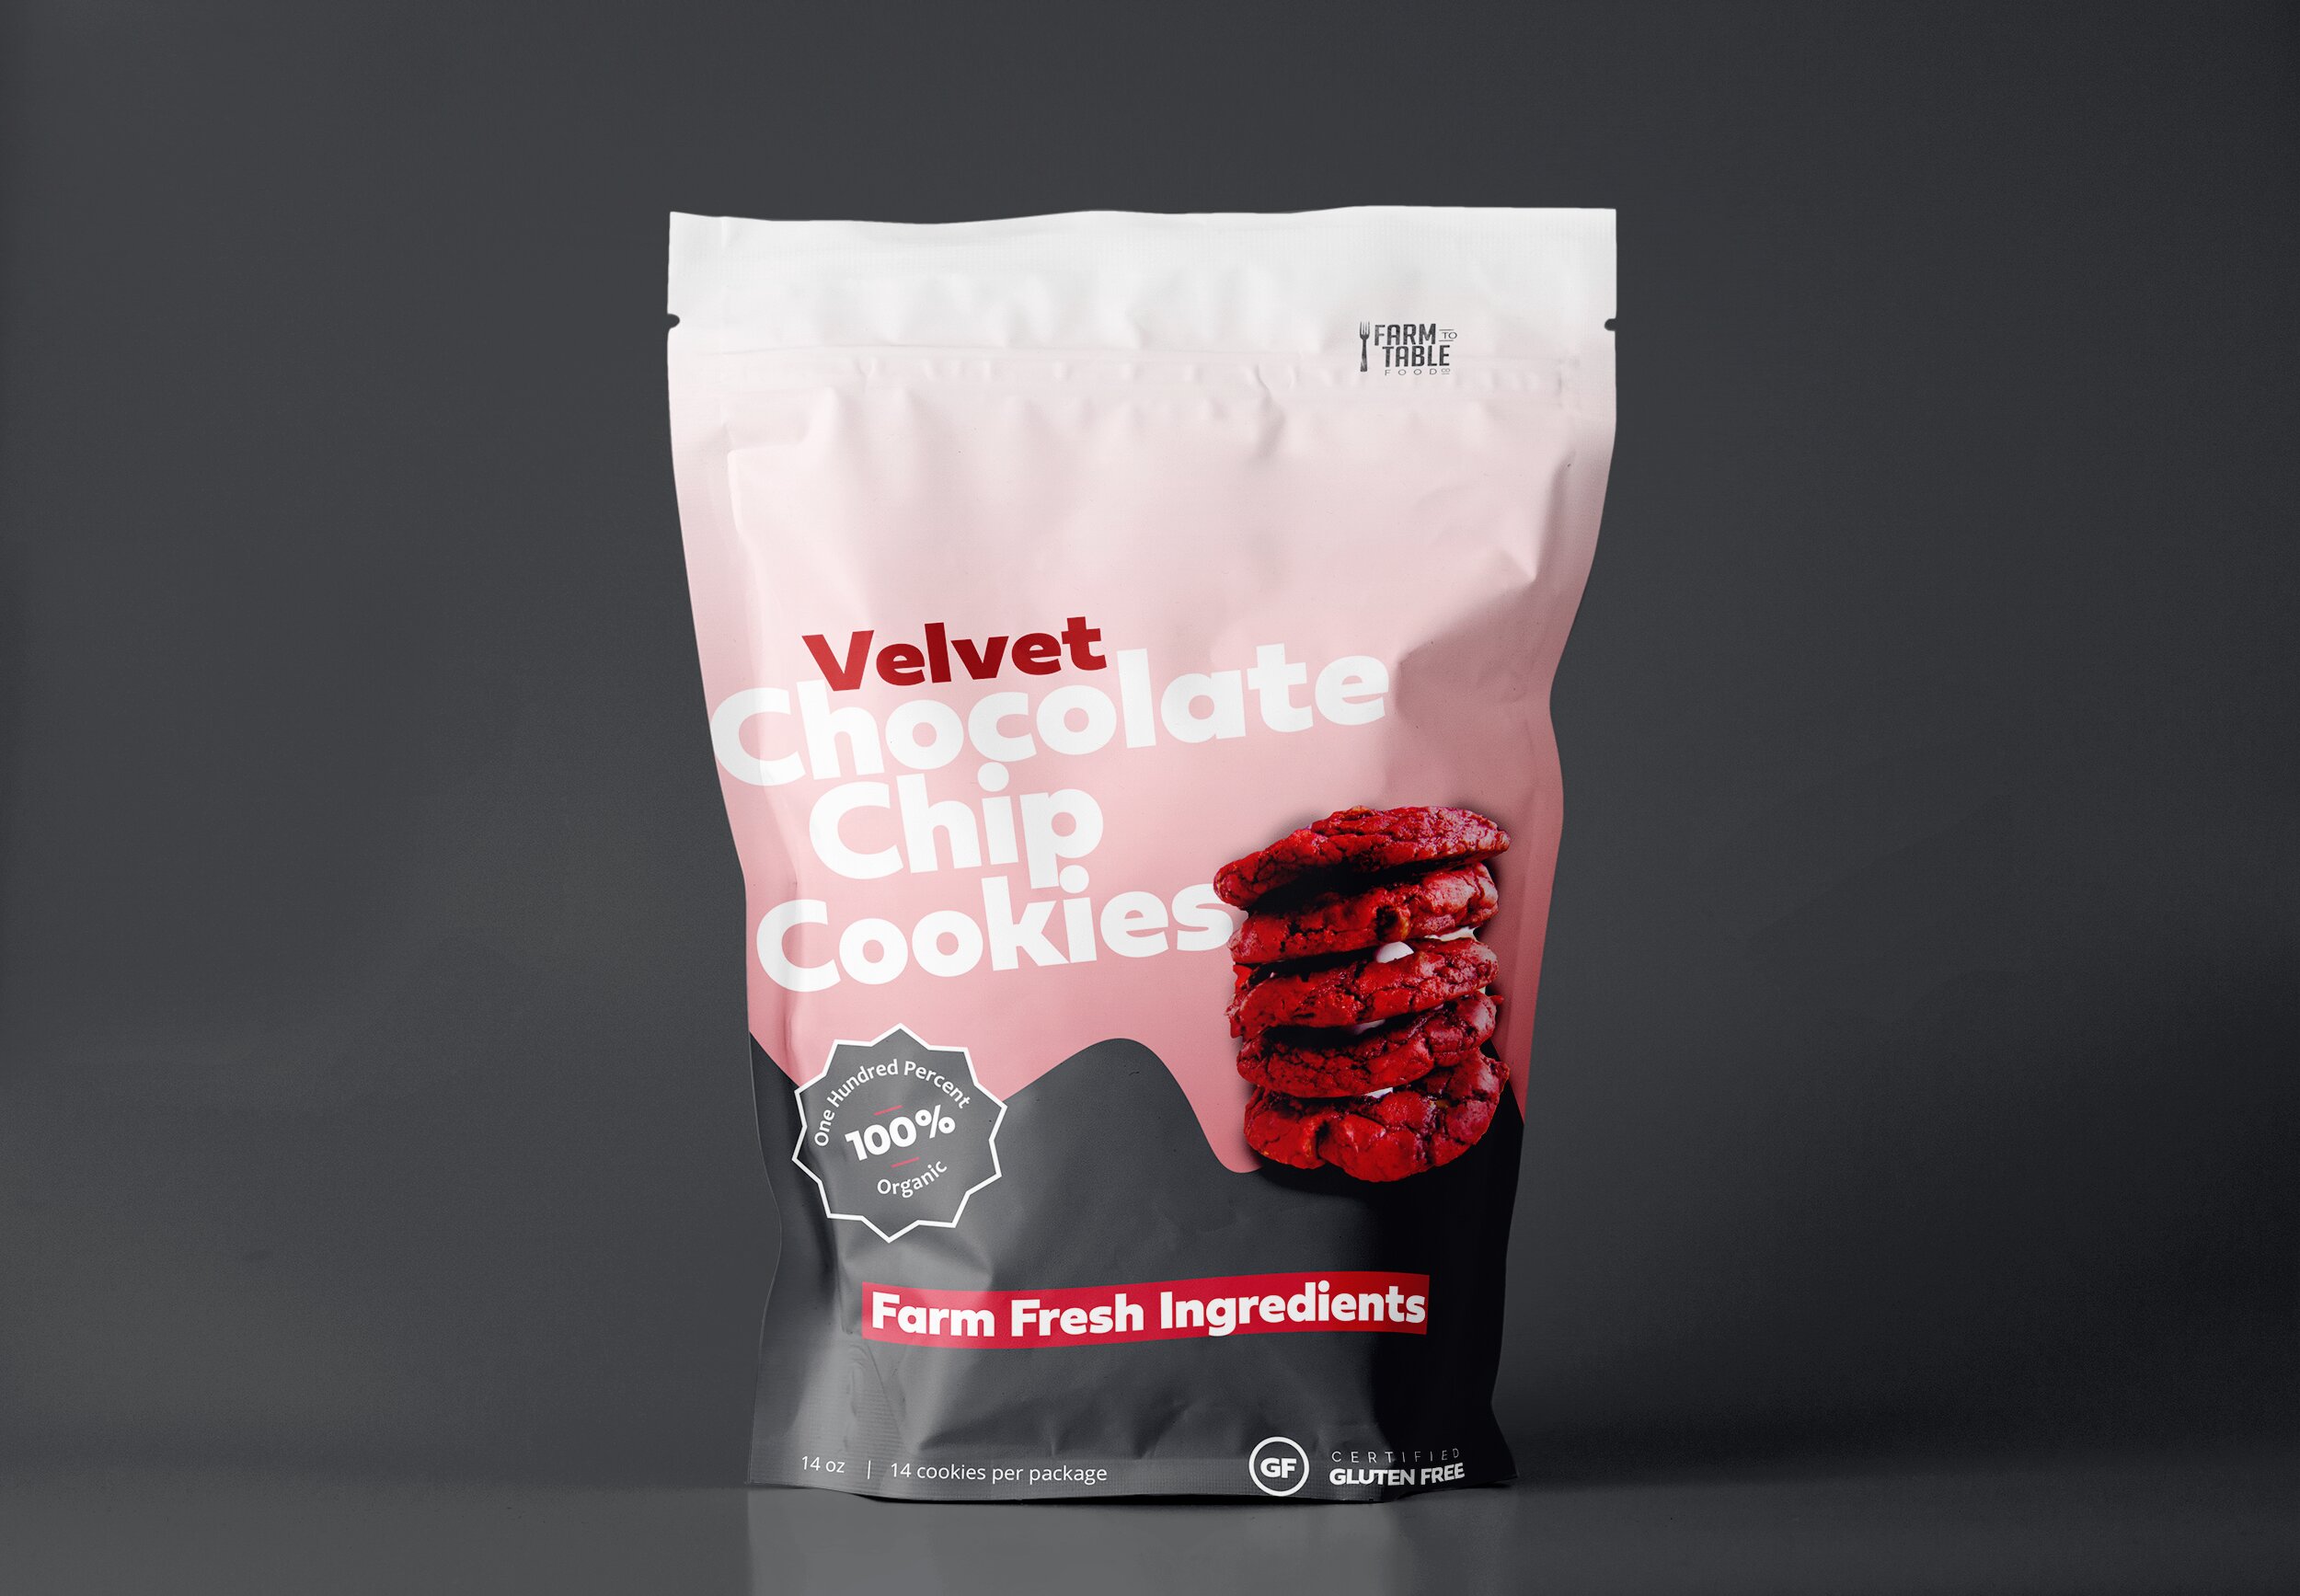 FARM TO
TABLE
FOOD CO
Velvet
Chocolate
Chip
Cookies
One Hundred Percent
100%
Organic
Farm Fresh Ingredients
14 oz | 14 cookies per package
GF
CERTIFIED
GLUTEN FREE